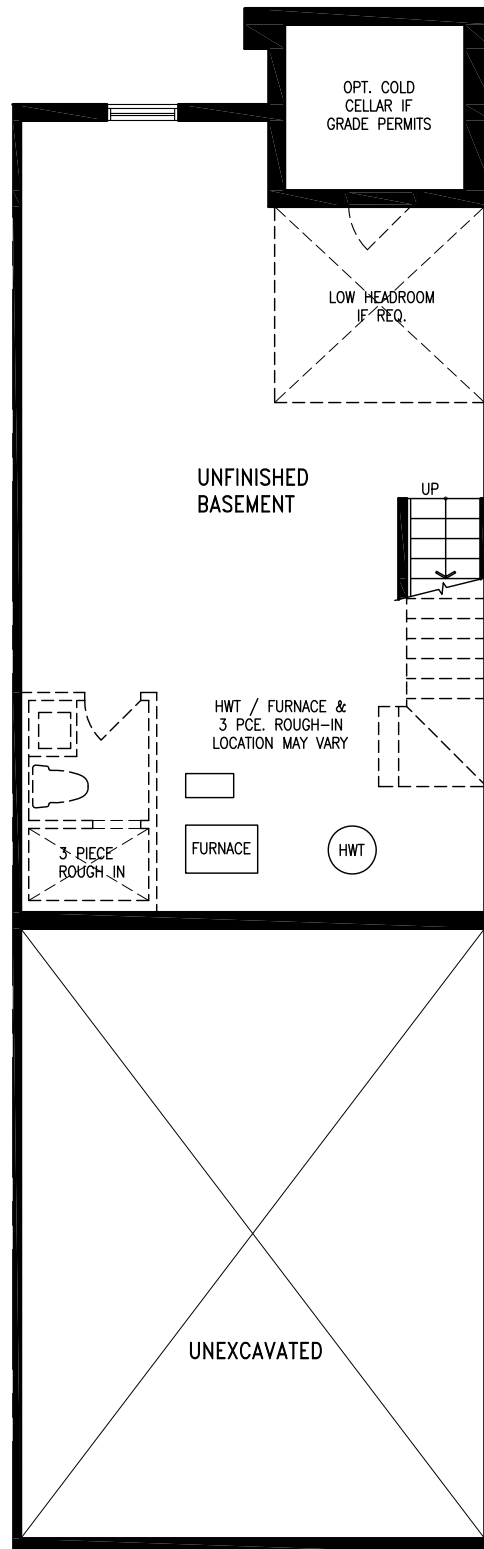 OPT. COLD
CELLAR IF
GRADE PERMITS
LOW HEADROOM
IF REQ.
UNFINISHED
BASEMENT
UP
HWT / FURNACE &
3 PCE. ROUGH-IN
LOCATION MAY VARY
3 PIECE
ROUGH IN
FURNACE
HWT
UNEXCAVATED